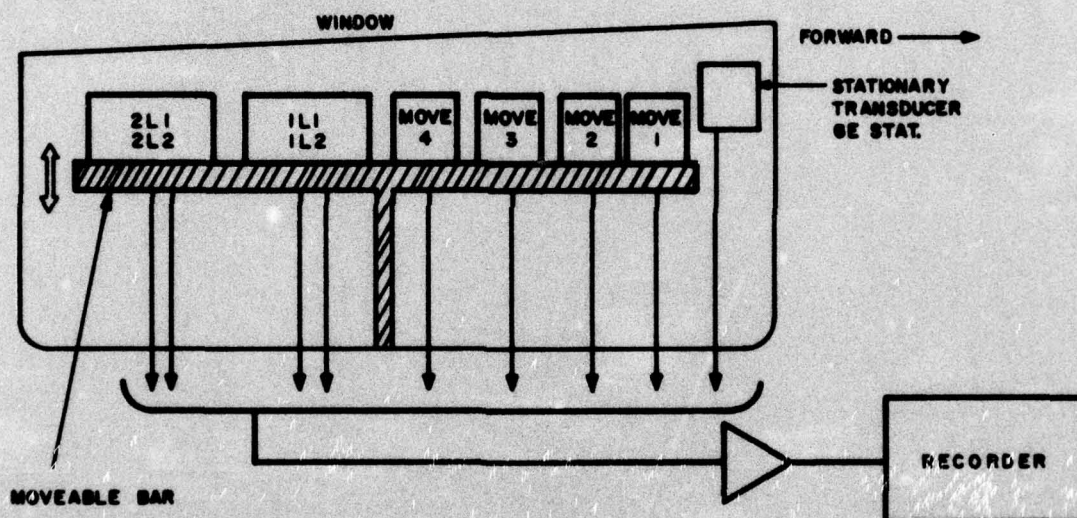 WINDOW
FORWARD
STATIONARY
TRANSDUCER
GE STAT.
2L1
2L2
1L1
1L2
MOVE
4
MOVE
3
MOVE
2
MOVE
1
MOVEABLE BAR
RECORDER